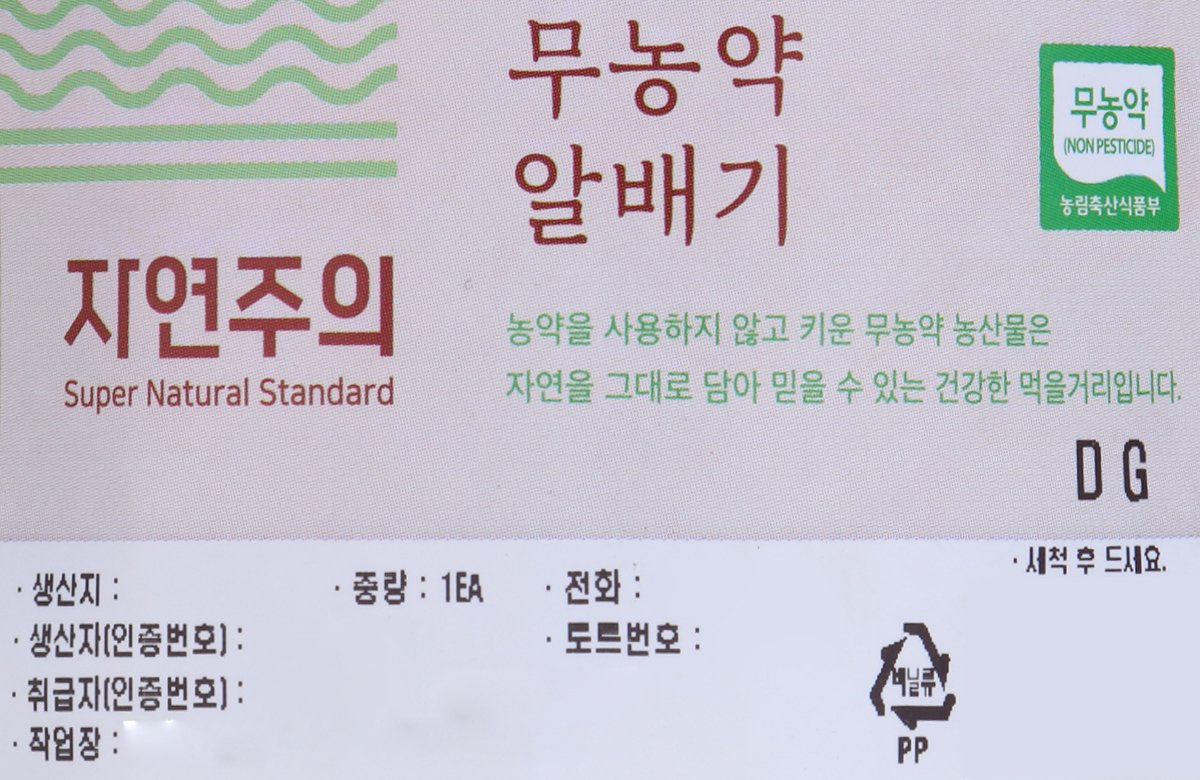 무농약
알배기
무농약
(NON PESTICIDE)
농림축산식품부
자연주의
Super Natural Standard
농약을 사용하지 않고 키운 무농약 농산물은
자연을 그대로 담아 믿을 수 있는 건강한 먹을거리입니다.
D G
· 세척 후 드세요.
· 생산지 : · 중량 : 1EA · 전화 :
· 생산자(인증번호) : · 도트번호 :
· 취급자(인증번호) :
· 작업장 :
비닐류
PP